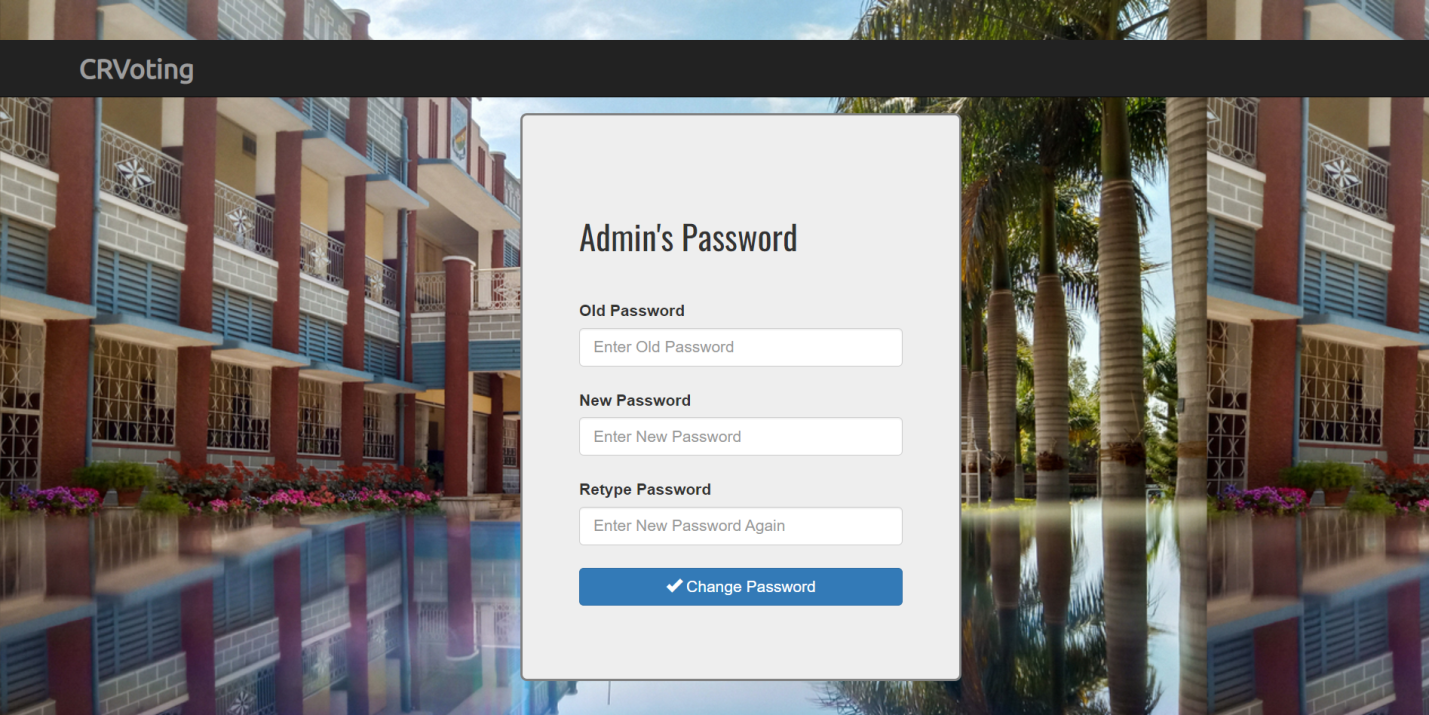 CRVoting
Admin's Password
Old Password
Enter Old Password
New Password
Enter New Password
Retype Password
Enter New Password Again
Change Password